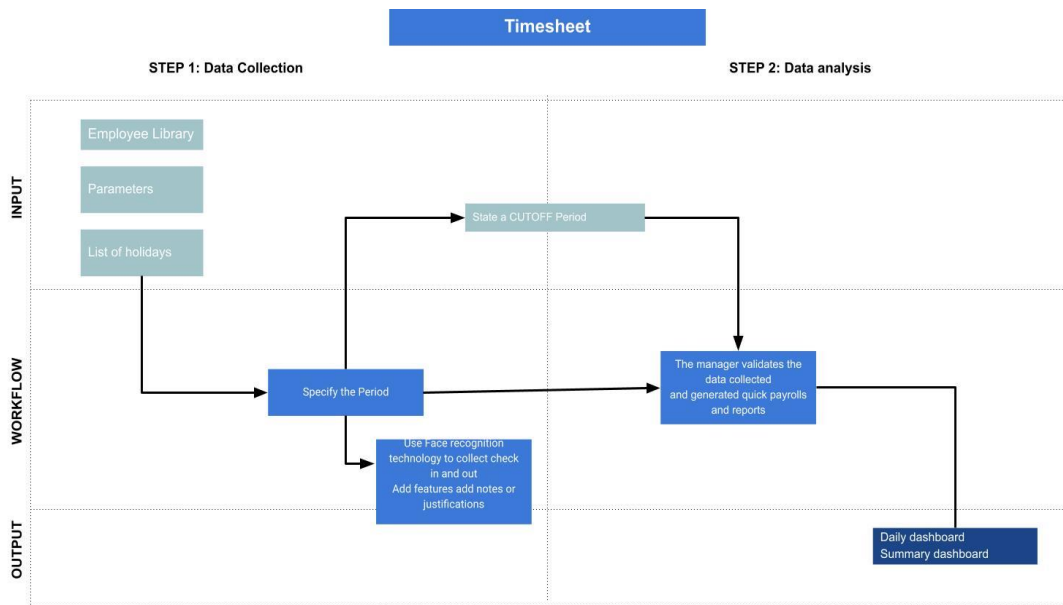 Timesheet
STEP 1: Data Collection
STEP 2: Data analysis
INPUT
Employee Library
Parameters
List of holidays
State a CUTOFF Period
WORKFLOW
Specify the Period
Use Face recognition
technology to collect check
in and out
Add features add notes or
justifications
The manager validates the
data collected
and generated quick payrolls
and reports
OUTPUT
Daily dashboard
Summary dashboard